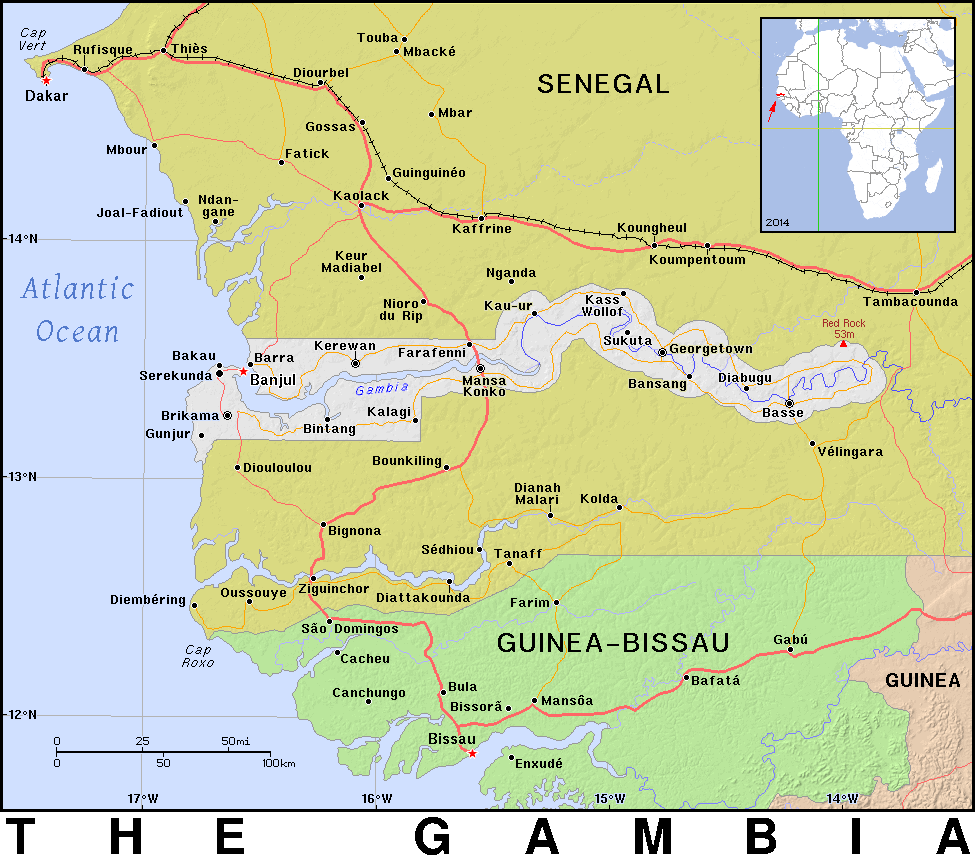 Cap
Vert
Rufisque
Thiès
Dakar
Touba
Mbacké
Diourbel
SENEGAL
Mbar
Gossas
Mbour
Fatick
Guinguinéo
Joal-Fadiout
Ndan-
gane
Kaolack
Kaffrine
Koungheul
Koumpentoum
2014
14°N
Keur
Madiabel
Nganda
Atlantic
Ocean
Nioro
du Rip
Kau-ur
Kass
Wollof
Tambacounda
Red Rock
53m
Sukuta
Georgetown
Kerewan
Farafenni
Bakau
Barra
Serekunda
Banjul
Gambia
Mansa
Konko
Bansang
Diabugu
Basse
Brikama
Bintang
Kalagi
Gunjur
Vélingara
Diouloulou
Bounkiling
13°N
Dianah
Malari
Kolda
Bignona
Sédhiou
Tanaff
Diembéring
Oussouye
Ziguinchor
Diattakounda
Farim
São Domingos
GUINEA-BISSAU
Gabú
Cap
Roxo
Cacheu
GUINEA
Bafatá
Canchungo
Bula
Bissorã
Mansôa
12°N
Bissau
Enxudé
0 25 50mi
0 50 100km
17°W 16°W 15°W 14°W
THE GAMBIA